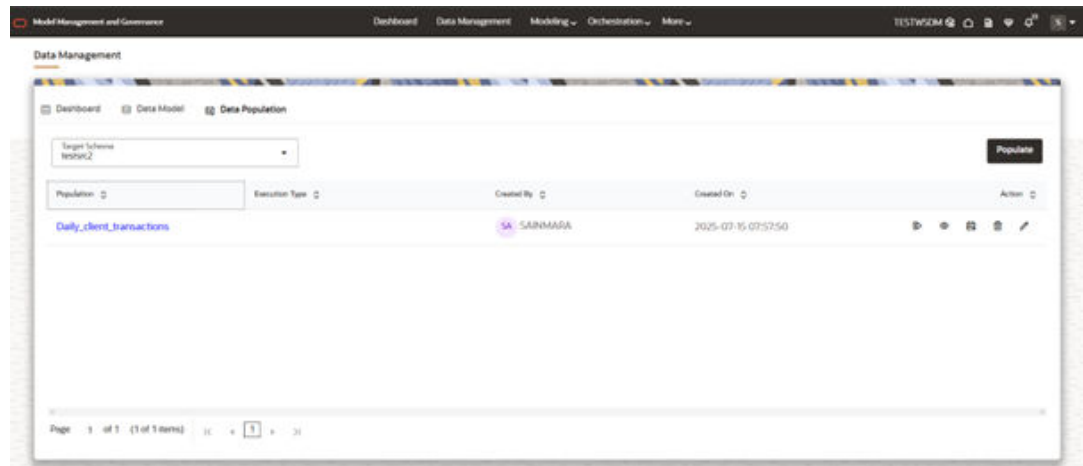 Model Management and Governance Dashboard Data Management Modeling Orchestration More TESTWSDM S
Data Management
Dashboard Data Model Data Population
Target Schema
testsrc2
Populate
Population Execution Type Created By Created On Action
Daily_client_transactions SA SAINMARA 2025-07-15 07:57:50
Page 1 of 1 (1 of 1 items) 1